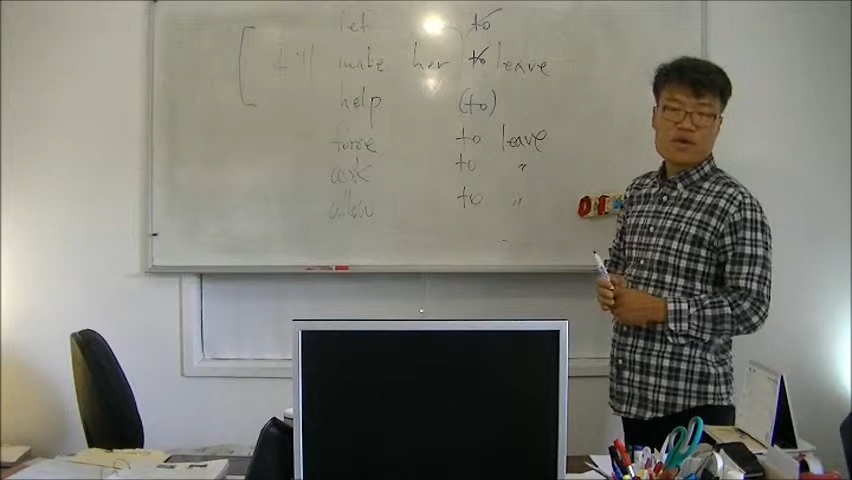 let to
[ I'll make her to leave
help (to)
force to leave
ask to "
allow to "